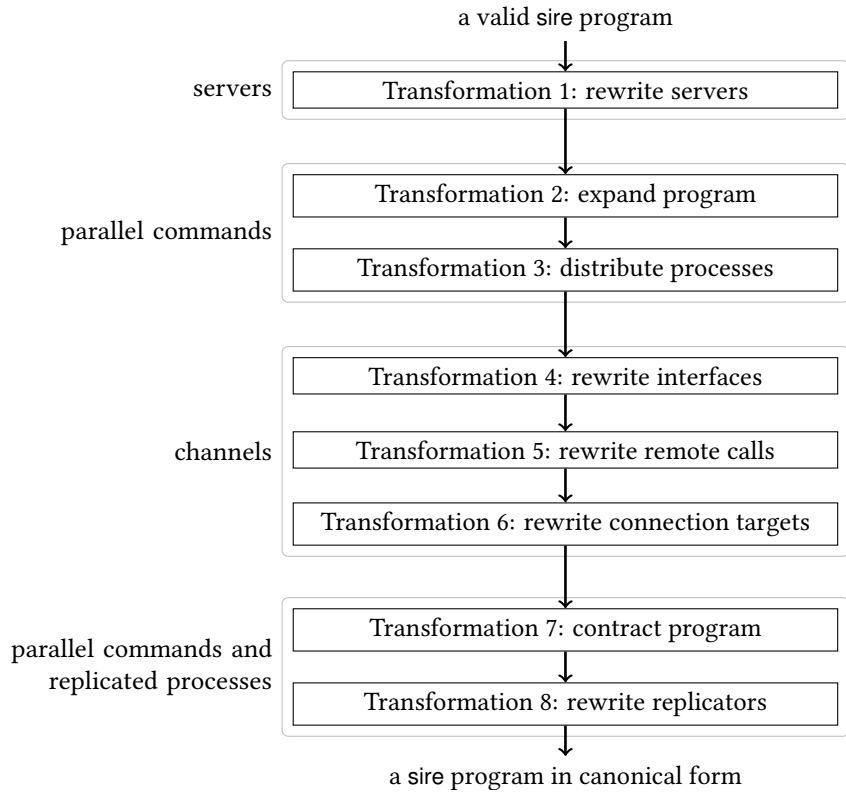 a valid sire program
servers
Transformation 1: rewrite servers
Transformation 2: expand program
parallel commands
Transformation 3: distribute processes
Transformation 4: rewrite interfaces
channels
Transformation 5: rewrite remote calls
Transformation 6: rewrite connection targets
Transformation 7: contract program
parallel commands and
replicated processes
Transformation 8: rewrite replicators
a sire program in canonical form